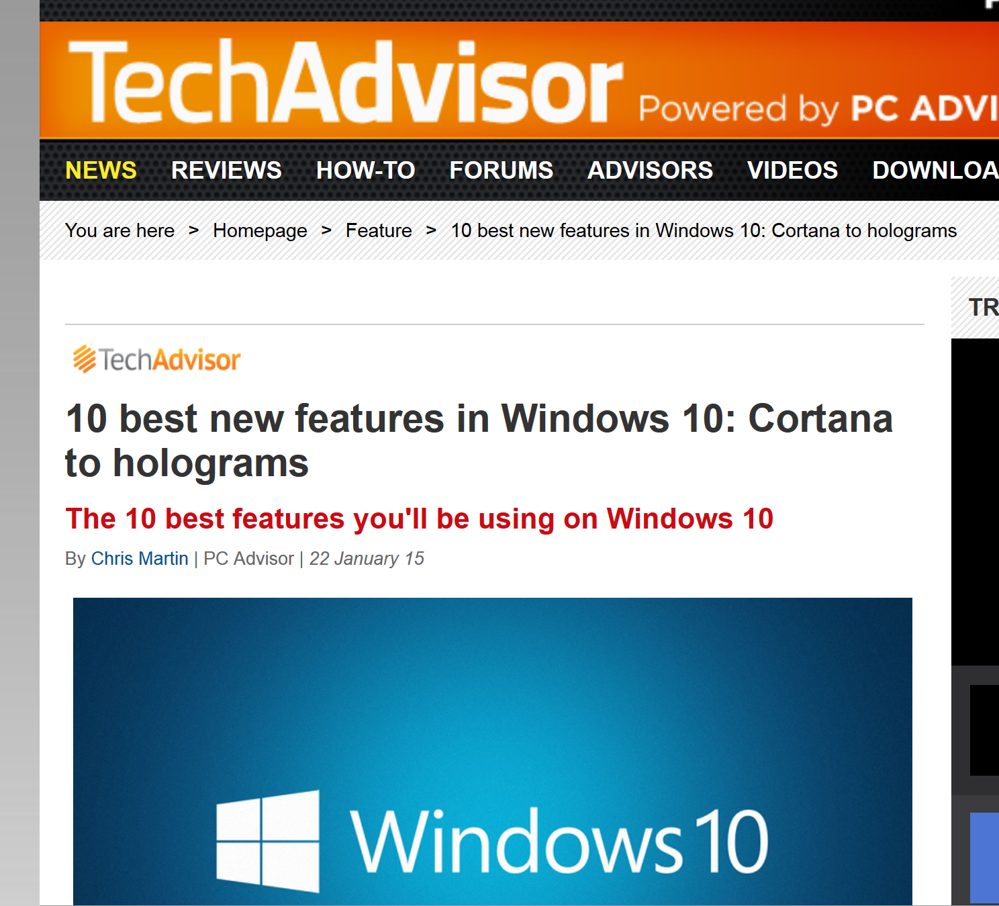 TechAdvisor Powered by PC ADVI
NEWS REVIEWS HOW-TO FORUMS ADVISORS VIDEOS DOWNLOA
You are here > Homepage > Feature > 10 best new features in Windows 10: Cortana to holograms
TR
TechAdvisor
10 best new features in Windows 10: Cortana
to holograms
The 10 best features you'll be using on Windows 10
By Chris Martin | PC Advisor | 22 January 15
Windows 10